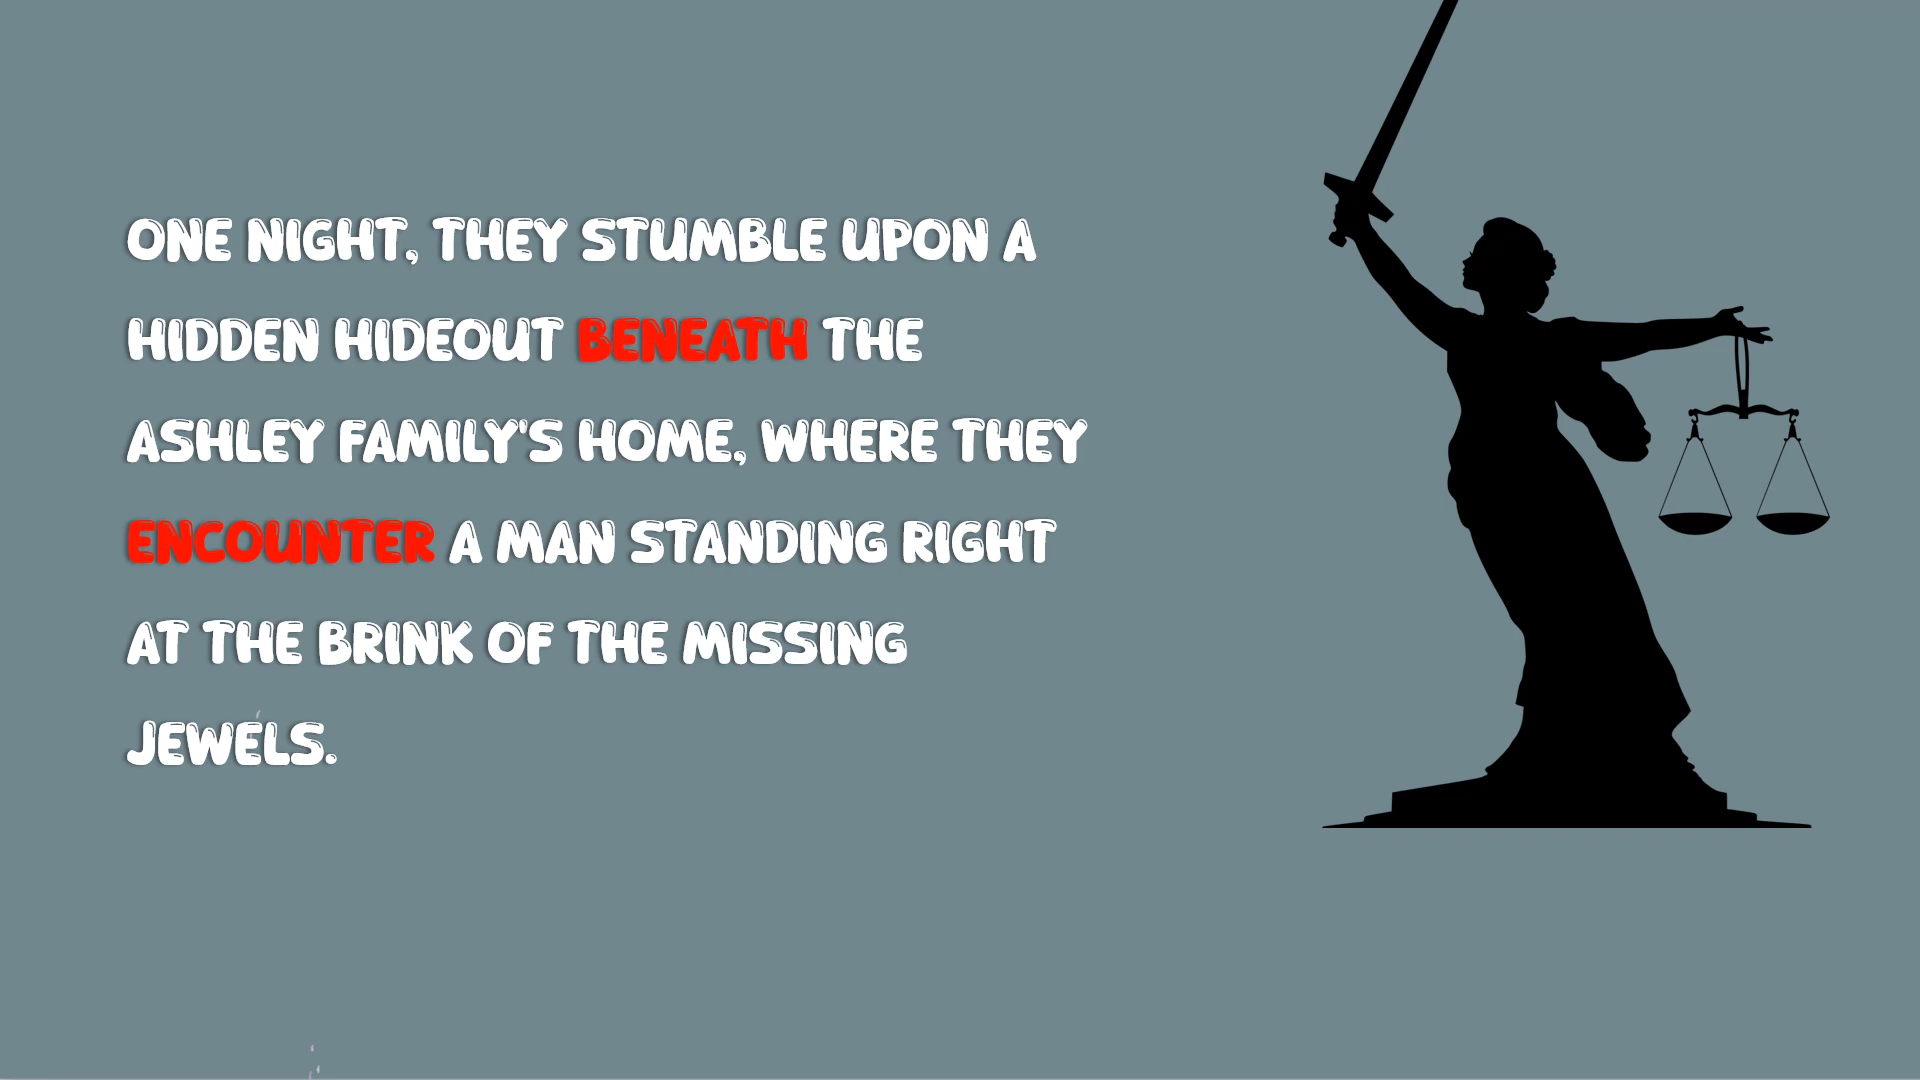 ONE NIGHT, THEY STUMBLE UPON A
HIDDEN HIDEOUT BENEATH THE
ASHLEY FAMILY'S HOME, WHERE THEY
ENCOUNTER A MAN STANDING RIGHT
AT THE BRINK OF THE MISSING
JEWELS.